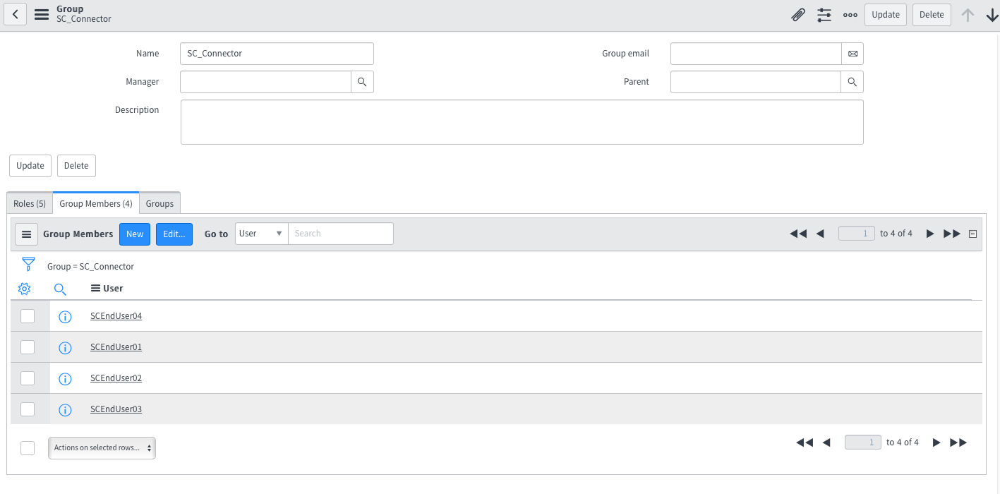 Group
SC_Connector
Update
Delete
Name
SC_Connector
Group email
Manager
Parent
Description
Update
Delete
Roles (5)
Group Members (4)
Groups
Group Members
New
Edit...
Go to
User
Search
1
to 4 of 4
Group = SC_Connector
User
SCEndUser04
SCEndUser01
SCEndUser02
SCEndUser03
Actions on selected rows...
1
to 4 of 4